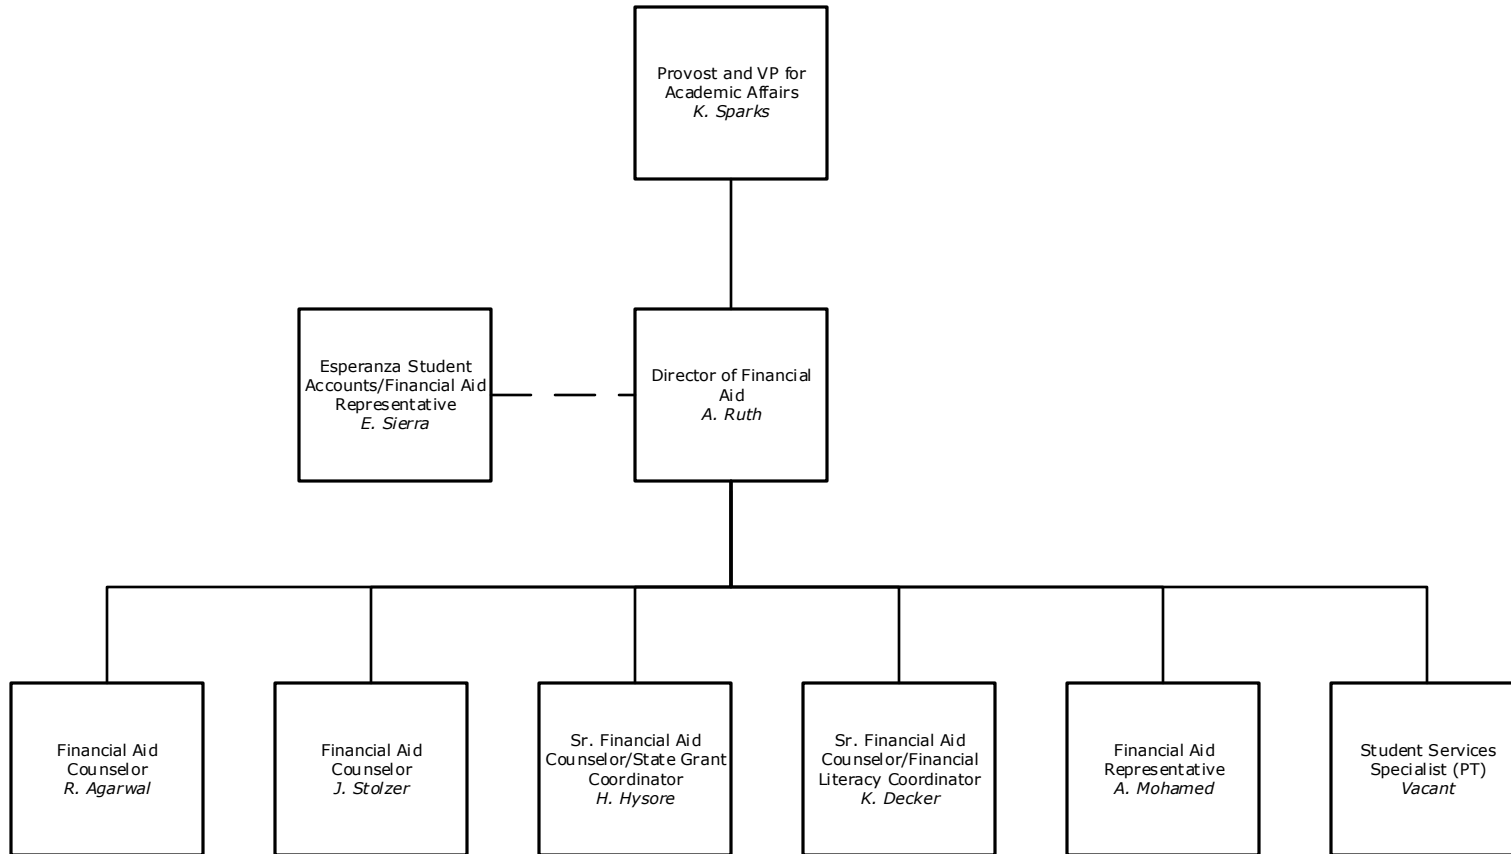 Provost and VP for
Academic Affairs
K. Sparks
Esperanza Student
Accounts/Financial Aid
Representative
E. Sierra
Director of Financial
Aid
A. Ruth
Financial Aid
Counselor
R. Agarwal
Financial Aid
Counselor
J. Stolzer
Sr. Financial Aid
Counselor/State Grant
Coordinator
H. Hysore
Sr. Financial Aid
Counselor/Financial
Literacy Coordinator
K. Decker
Financial Aid
Representative
A. Mohamed
Student Services
Specialist (PT)
Vacant